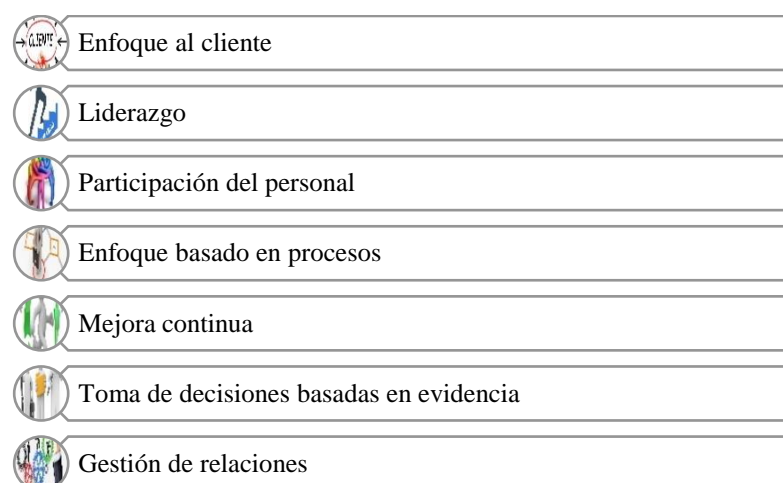 CLIENTE
Enfoque al cliente
Liderazgo
Participación del personal
Enfoque basado en procesos
Mejora continua
Toma de decisiones basadas en evidencia
Gestión de relaciones